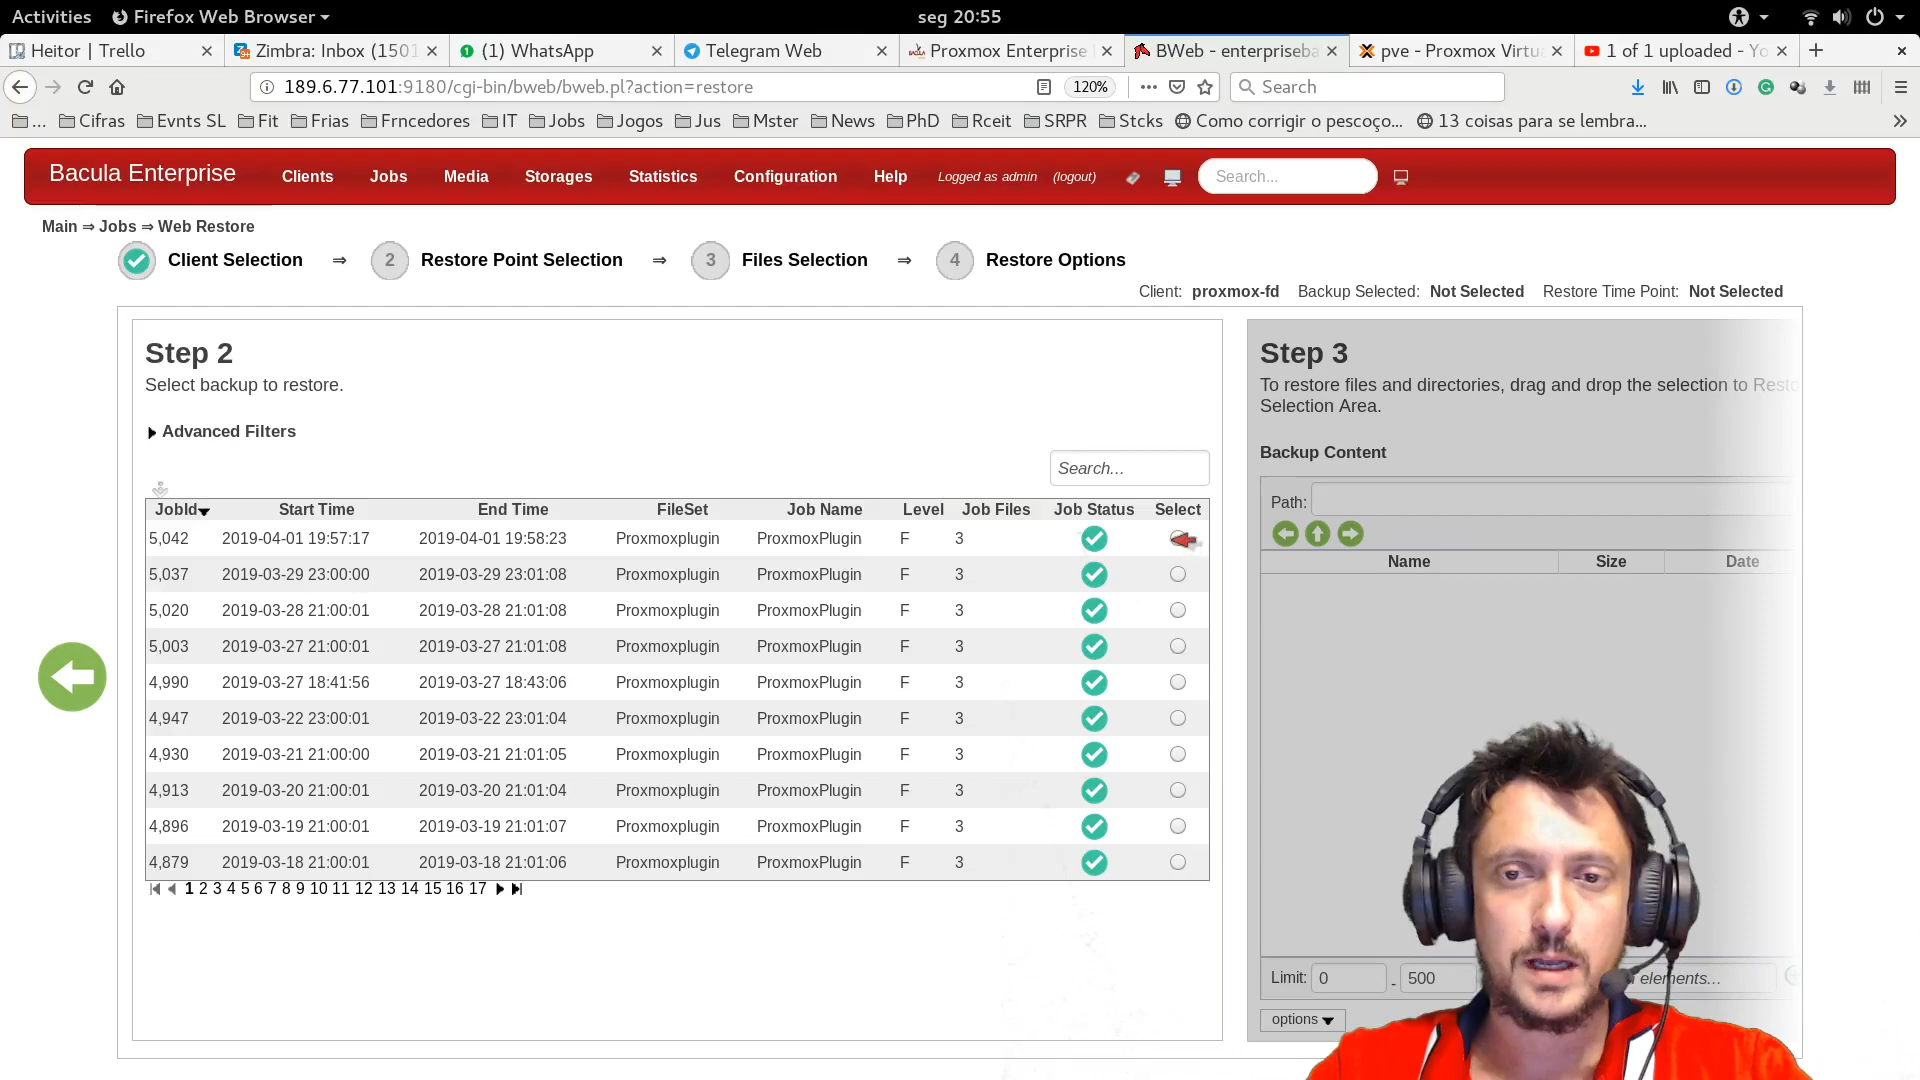 Activities Firefox Web Browser seg 20:55
Heitor | Trello Zimbra: Inbox (1501 (1) WhatsApp Telegram Web Proxmox Enterprise BWeb - enterpriseba pve - Proxmox Virtu 1 of 1 uploaded - Yo
189.6.77.101:9180/cgi-bin/bweb/bweb.pl?action=restore 120% Search
... Cifras Evnts SL Fit Frias Frncedores IT Jobs Jogos Jus Mster News PhD Rceit SRPR Stcks Como corrigir o pescoço... 13 coisas para se lembra...
Bacula Enterprise Clients Jobs Media Storages Statistics Configuration Help Logged as admin (logout) Search...
Main ⇒ Jobs ⇒ Web Restore
Client Selection ⇒ 2 Restore Point Selection ⇒ 3 Files Selection ⇒ 4 Restore Options
Client: proxmox-fd Backup Selected: Not Selected Restore Time Point: Not Selected
Step 2
Select backup to restore.
Advanced Filters
Search...
JobId Start Time End Time FileSet Job Name Level Job Files Job Status Select
5,042 2019-04-01 19:57:17 2019-04-01 19:58:23 Proxmoxplugin ProxmoxPlugin F 3
5,037 2019-03-29 23:00:00 2019-03-29 23:01:08 Proxmoxplugin ProxmoxPlugin F 3
5,020 2019-03-28 21:00:01 2019-03-28 21:01:08 Proxmoxplugin ProxmoxPlugin F 3
5,003 2019-03-27 21:00:01 2019-03-27 21:01:08 Proxmoxplugin ProxmoxPlugin F 3
4,990 2019-03-27 18:41:56 2019-03-27 18:43:06 Proxmoxplugin ProxmoxPlugin F 3
4,947 2019-03-22 23:00:01 2019-03-22 23:01:04 Proxmoxplugin ProxmoxPlugin F 3
4,930 2019-03-21 21:00:00 2019-03-21 21:01:05 Proxmoxplugin ProxmoxPlugin F 3
4,913 2019-03-20 21:00:01 2019-03-20 21:01:04 Proxmoxplugin ProxmoxPlugin F 3
4,896 2019-03-19 21:00:01 2019-03-19 21:01:07 Proxmoxplugin ProxmoxPlugin F 3
4,879 2019-03-18 21:00:01 2019-03-18 21:01:06 Proxmoxplugin ProxmoxPlugin F 3
1 2 3 4 5 6 7 8 9 10 11 12 13 14 15 16 17
Step 3
To restore files and directories, drag and drop the selection to Resto
Selection Area.
Backup Content
Path:
Name Size Date
Limit: 0 - 500 elements...
options